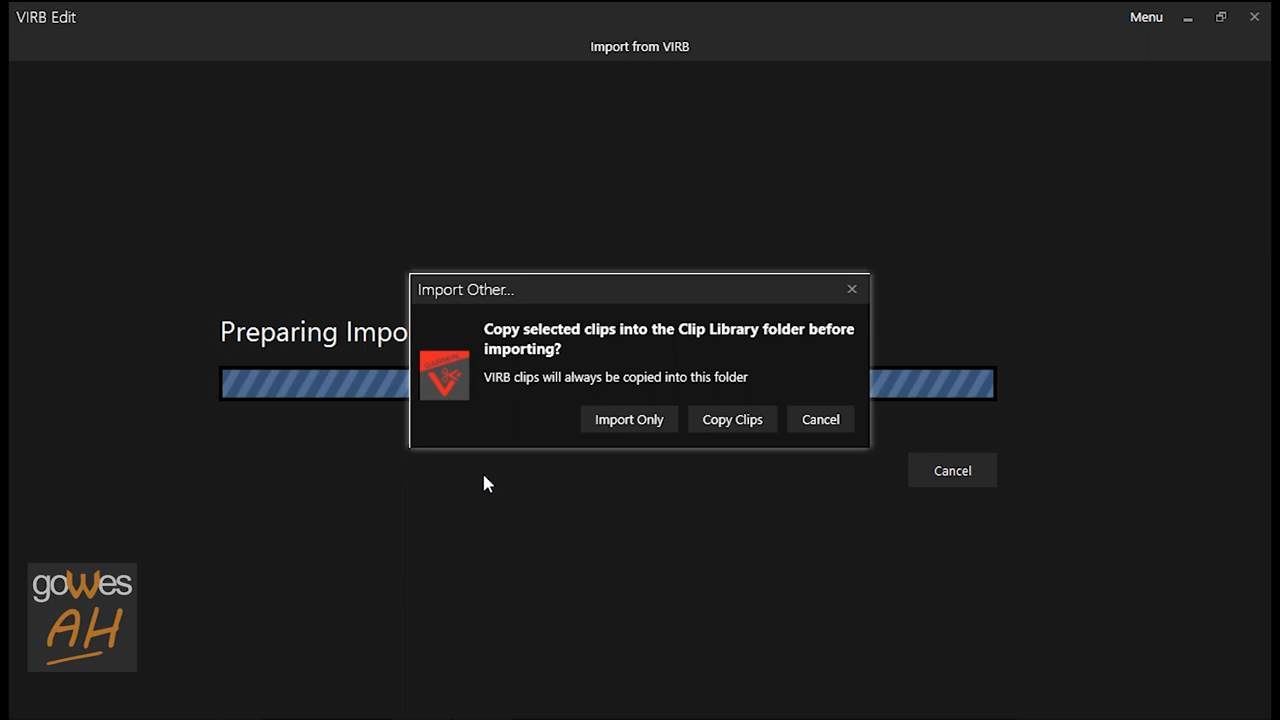 VIRB Edit
Menu
Import from VIRB
Import Other...
Copy selected clips into the Clip Library folder before
importing?
VIRB clips will always be copied into this folder
Import Only
Copy Clips
Cancel
Preparing Impo
Cancel
GARMIN
goWes
AH